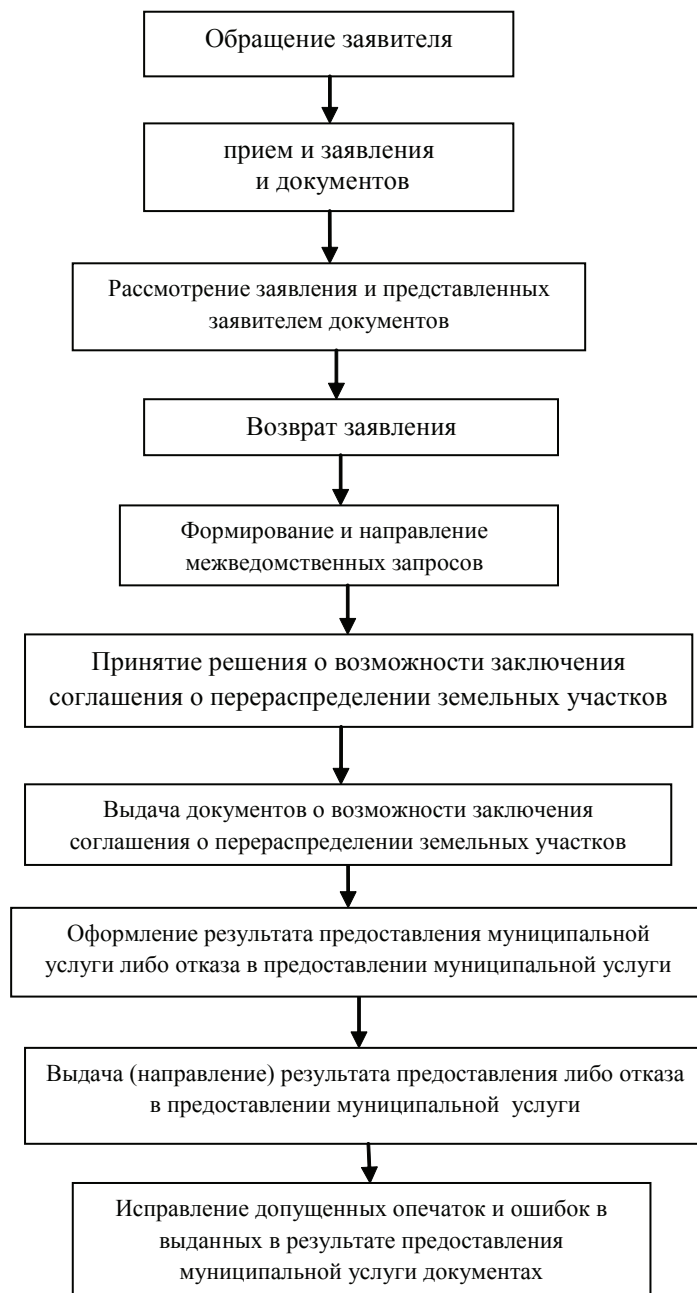 Обращение заявителя
прием и заявления
и документов
Рассмотрение заявления и представленных
заявителем документов
Возврат заявления
Формирование и направление
межведомственных запросов
Принятие решения о возможности заключения
соглашения о перераспределении земельных участков
Выдача документов о возможности заключения
соглашения о перераспределении земельных участков
Оформление результата предоставления муниципальной
услуги либо отказа в предоставлении муниципальной услуги
Выдача (направление) результата предоставления либо отказа
в предоставлении муниципальной услуги
Исправление допущенных опечаток и ошибок в
выданных в результате предоставления
муниципальной услуги документах